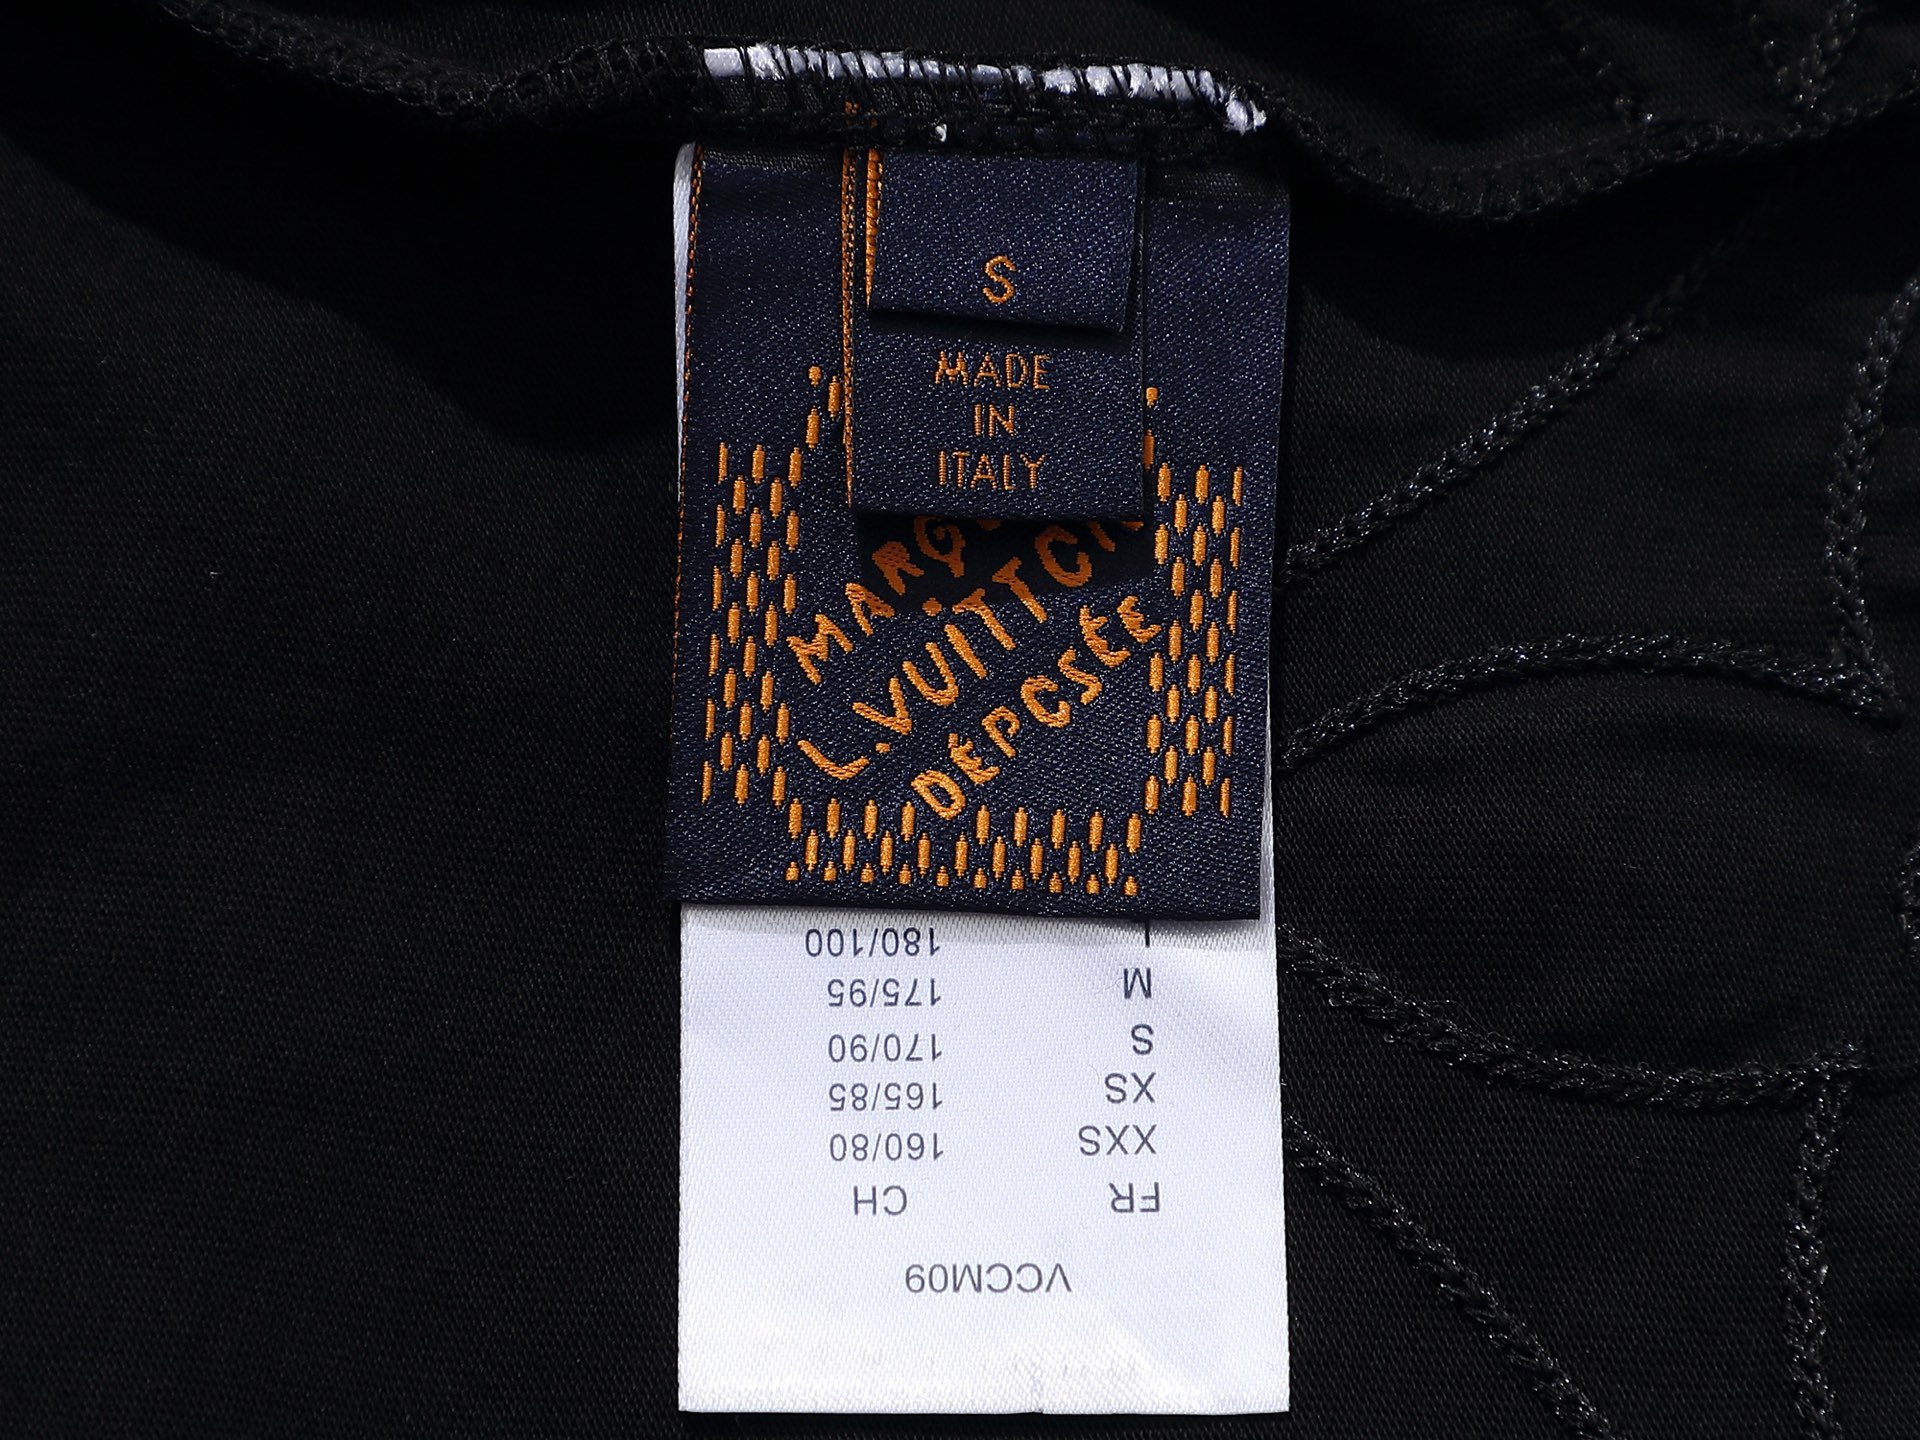 S
MADE
IN
ITALY
MARQ
L.VUITTON
DÉPOSÉE
VCCM09
FR CH
XXS 160/80
XS 165/85
S 170/90
M 175/95
180/100